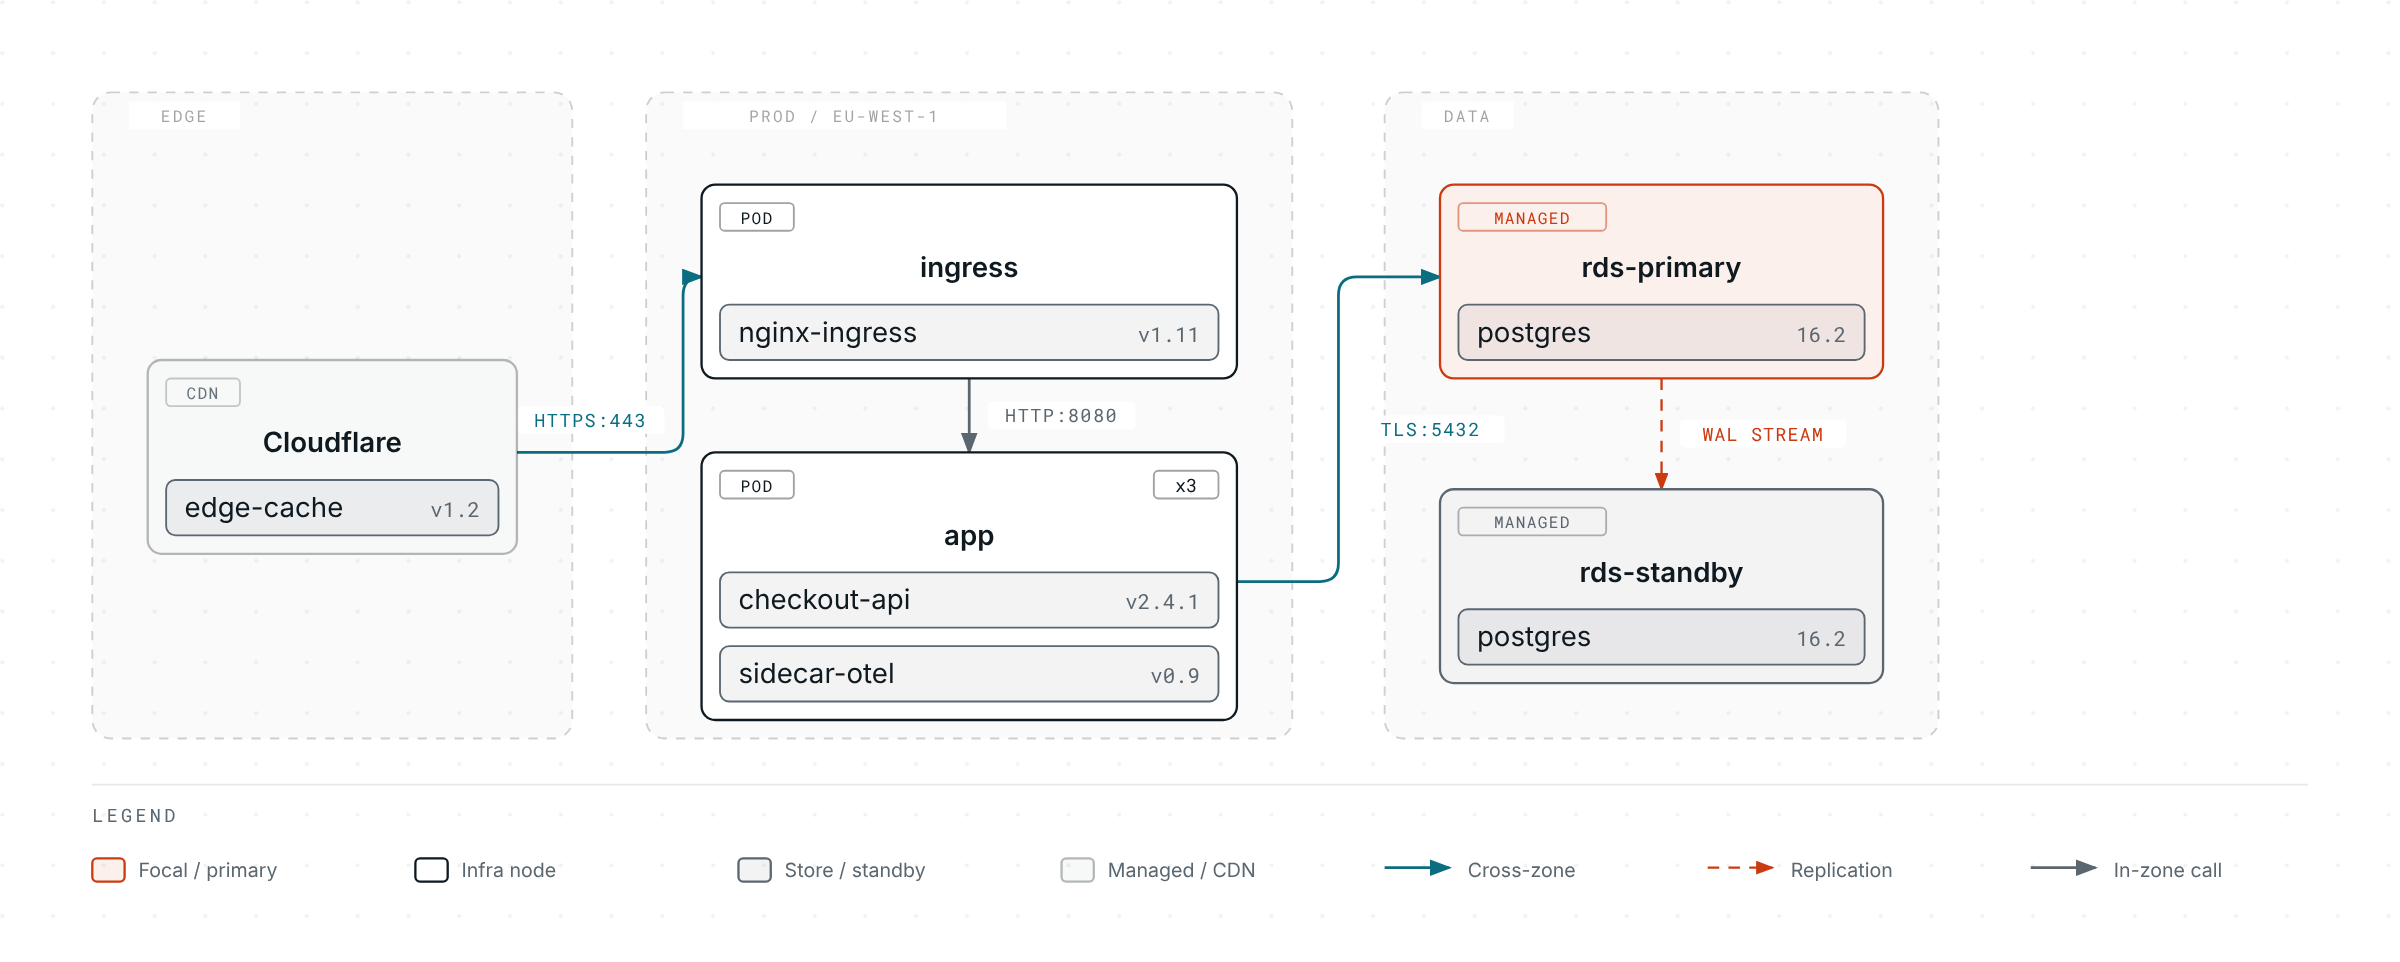 EDGE
CDN
Cloudflare
edge-cache v1.2
HTTPS:443
PROD / EU-WEST-1
POD
ingress
nginx-ingress v1.11
HTTP:8080
POD x3
app
checkout-api v2.4.1
sidecar-otel v0.9
TLS:5432
DATA
MANAGED
rds-primary
postgres 16.2
WAL STREAM
MANAGED
rds-standby
postgres 16.2
LEGEND
Focal / primary
Infra node
Store / standby
Managed / CDN
Cross-zone
Replication
In-zone call